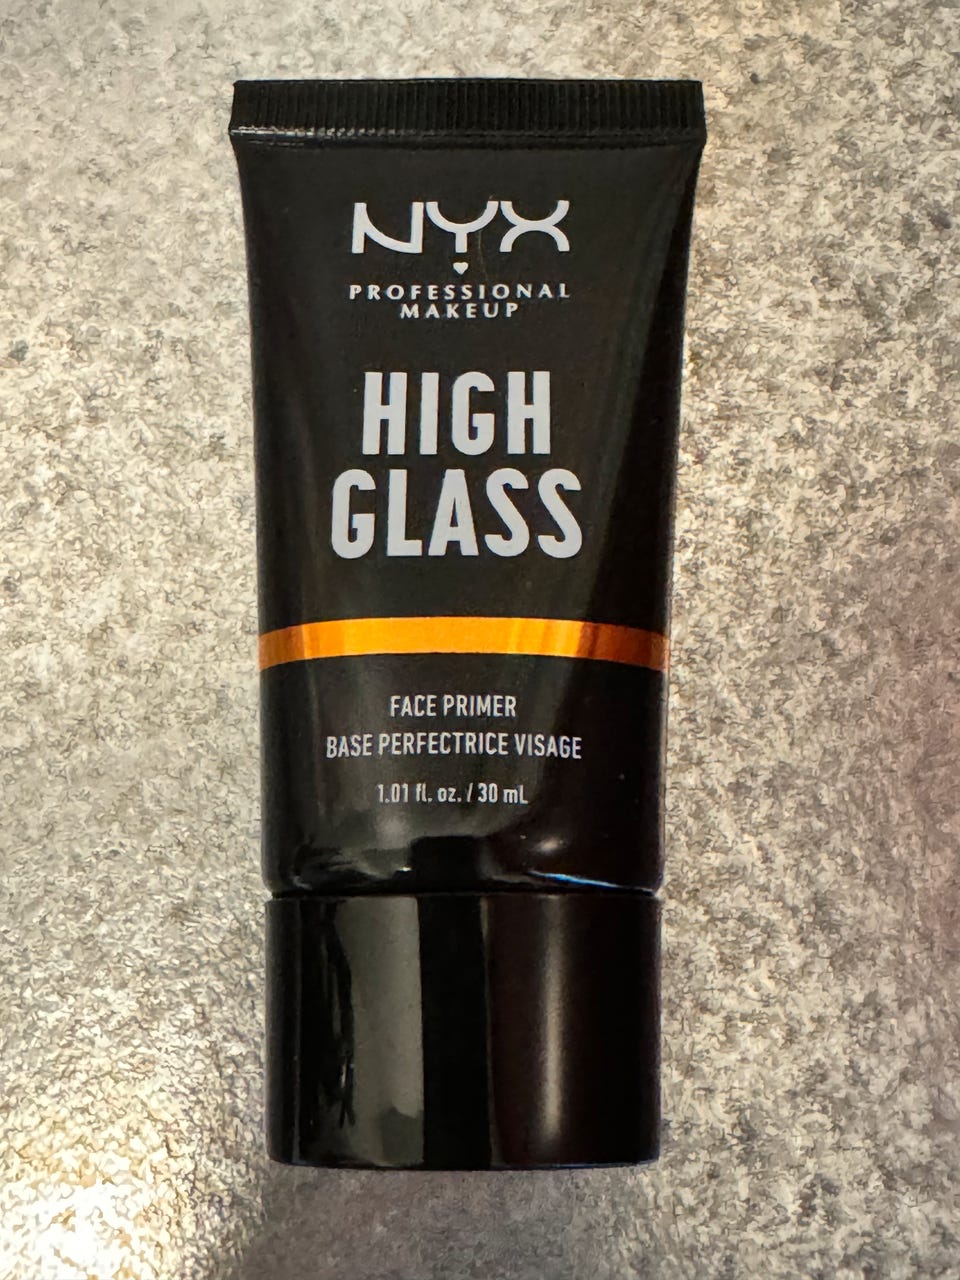 NYX
PROFESSIONAL
MAKEUP
HIGH
GLASS
FACE PRIMER
BASE PERFECTRICE VISAGE
1.01 fl. oz. / 30 mL